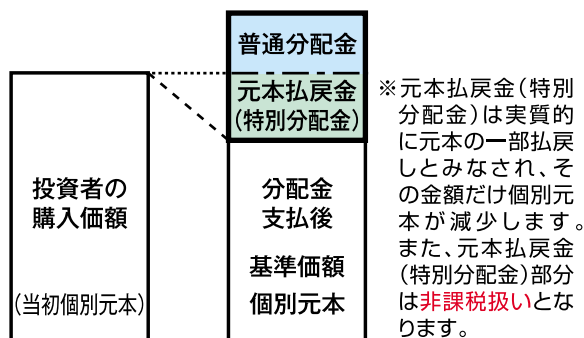 投資者の
購入価額
（当初個別元本）
普通分配金
元本払戻金
（特別分配金）
分配金
支払後
基準価額
個別元本
※元本払戻金（特別
分配金）は実質的
に元本の一部払戻
しとみなされ、そ
の金額だけ個別元
本が減少します。
また、元本払戻金
（特別分配金）部分
は非課税扱いとな
ります。